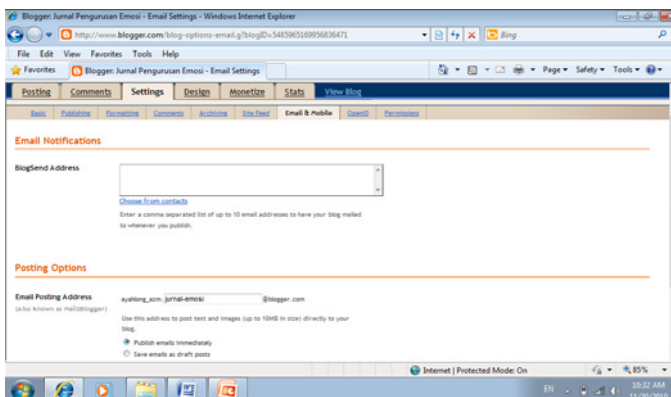 Blogger: Jurnal Pengurusan Emosi - Email Settings - Windows Internet Explorer
http://www.blogger.com/blog-options-email.g?blogID=5485965169956836471
Bing
File Edit View Favorites Tools Help
Favorites Blogger: Jurnal Pengurusan Emosi - Email Settings Page Safety Tools
Posting Comments Settings Design Monetize Stats View Blog
Basic Publishing Formatting Comments Archiving Site Feed Email & Mobile OpenID Permissions
Email Notifications
BlogSend Address
Choose from contacts
Enter a comma separated list of up to 10 email addresses to have your blog mailed
to whenever you publish.
Posting Options
Email Posting Address ayahlong_azm. jurnal-emosi @blogger.com
(also known as Mail2Blogger)
Use this address to post text and images (up to 10MB in size) directly to your
blog.
Publish emails immediately
Save emails as draft posts
Internet | Protected Mode: On 85%
EN 10:32 AM
11/20/2010